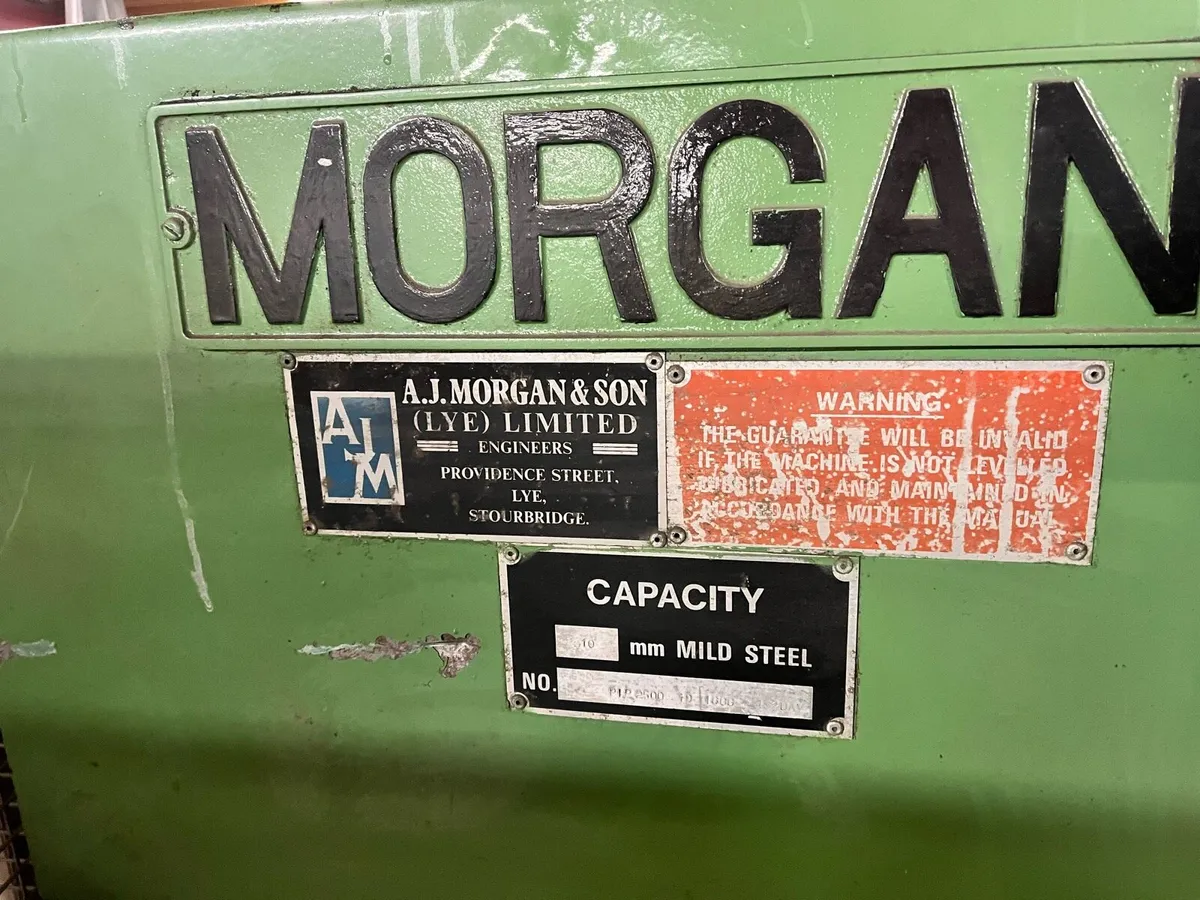 MORGAN
AJM
A.J. MORGAN & SON
(LYE) LIMITED
ENGINEERS
PROVIDENCE STREET,
LYE,
STOURBRIDGE.
WARNING
THE GUARANTEE WILL BE INVALID
IF THE MACHINE IS NOT LEVELLED
LUBRICATED AND MAINTAINED IN
ACCORDANCE WITH THE MANUAL
CAPACITY
10 mm MILD STEEL
NO.